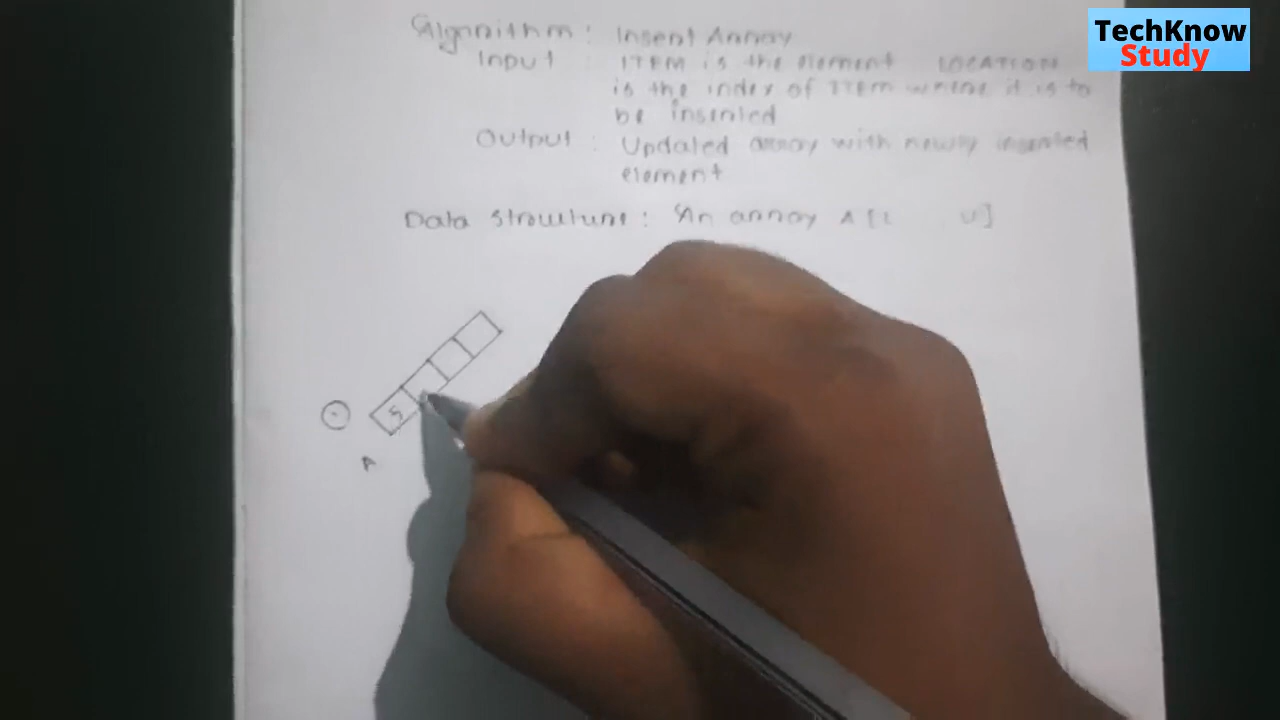 TechKnow
Study
Algorithm: Insert Array
Input : ITEM is the element LOCATION
is the index of ITEM where it is to
be inserted
Output : Updated array with newly inserted
element
Data Structure: An array A[L U]
5
A